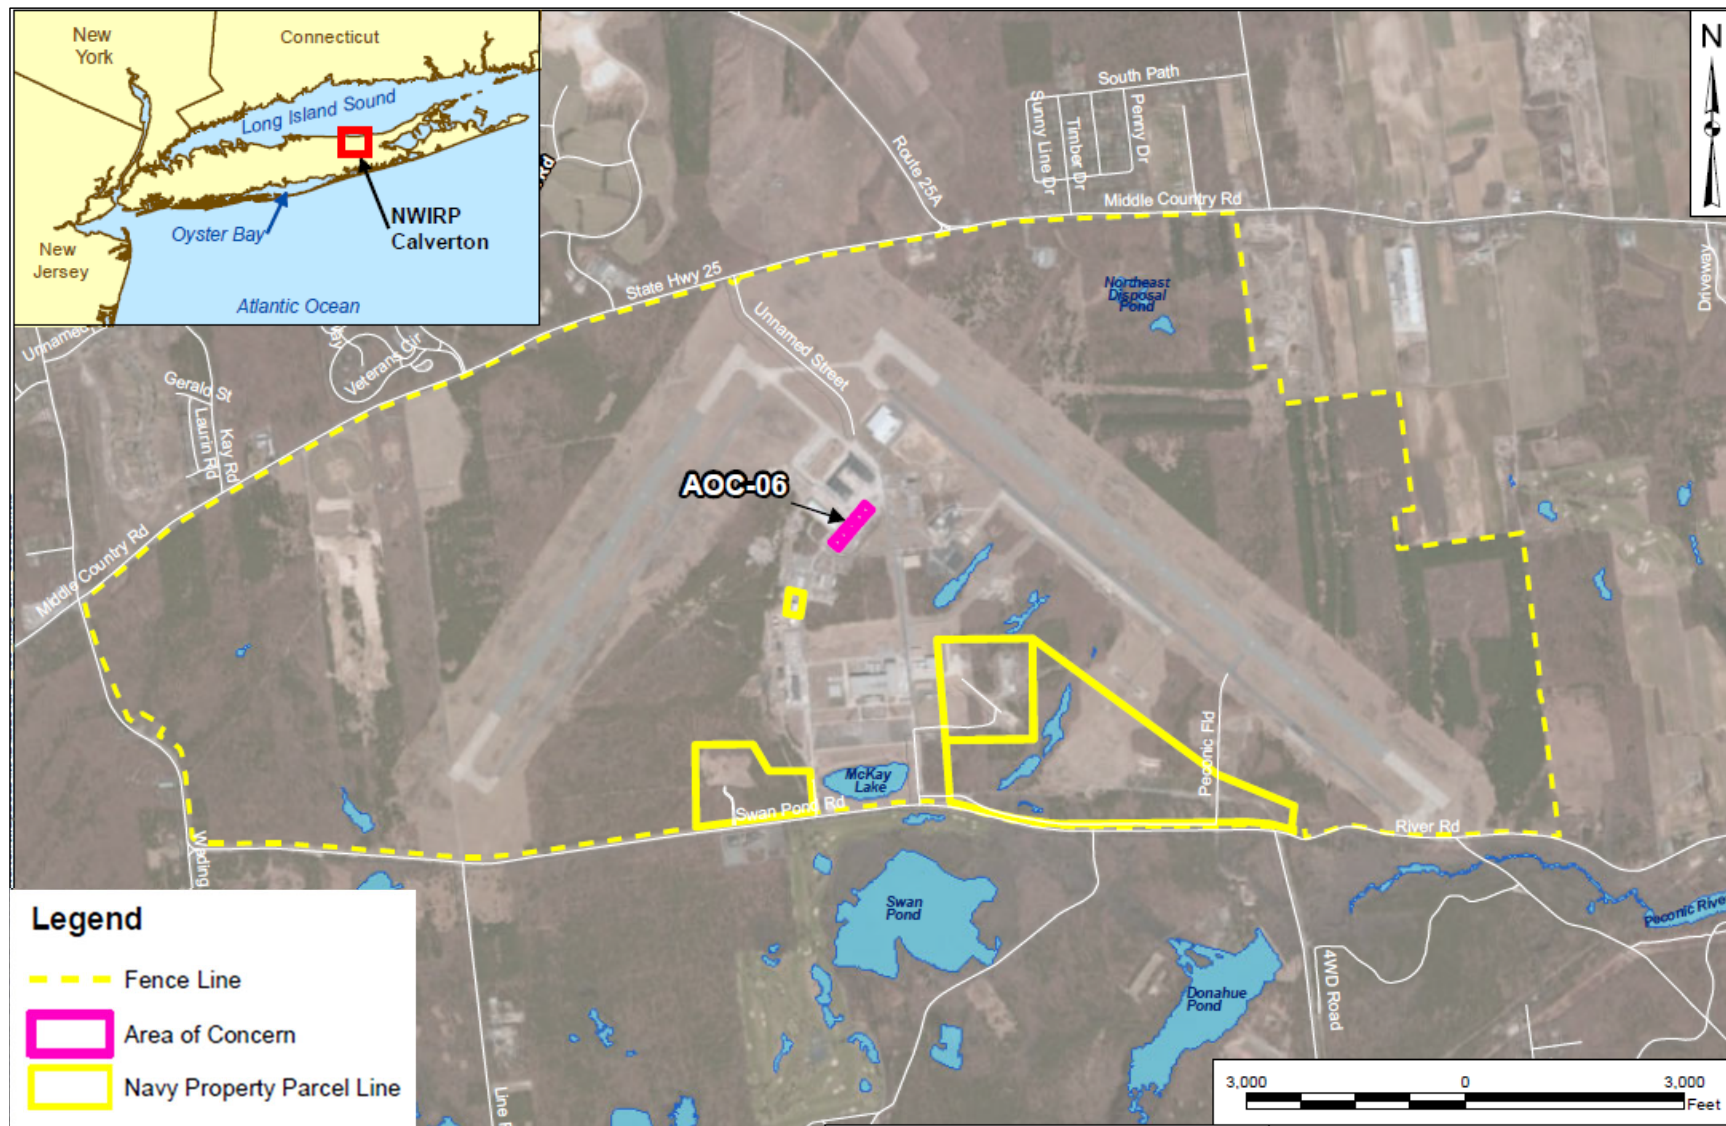 New
York
Connecticut
Long Island Sound
NWIRP
Calverton
Oyster Bay
New
Jersey
Atlantic Ocean
N
South Path
Sunny Line Dr
Timber Dr
Penny Dr
Route 25A
Rd
Middle Country Rd
Driveway
State Hwy 25
Northeast
Disposal
Pond
Unnamed Street
Unnamed
Veterans Cir
Gerald St
Laurin Rd
Kay Rd
AOC-06
Middle Country Rd
McKay
Lake
Peconic Fld
Swan Pond Rd
River Rd
Wading
Swan
Pond
Peconic River
Donahue
Pond
4WD Road
Line
Legend
Fence Line
Area of Concern
Navy Property Parcel Line
3,000
0
3,000
Feet